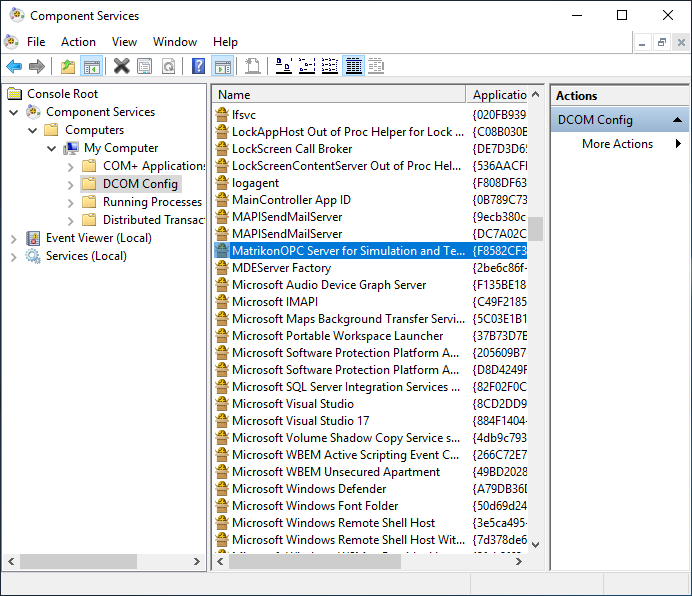 Component Services
File Action View Window Help
Console Root
Component Services
Computers
My Computer
COM+ Applications
DCOM Config
Running Processes
Distributed Transac
Event Viewer (Local)
Services (Local)
Name Applicatio
lfsvc {020FB939
LockAppHost Out of Proc Helper for Lock ... {C08B030B
LockScreen Call Broker {DE7D3D65
LockScreenContentServer Out of Proc Hel... {536AACFI
logagent {F808DF63
MainController App ID {0B789C73
MAPISendMailServer {9ecb380c
MAPISendMailServer {DC7A02C
MatrikonOPC Server for Simulation and Te... {F8582CF3
MDEServer Factory {2be6c86f-
Microsoft Audio Device Graph Server {F135BE18
Microsoft IMAPI {C49F2185
Microsoft Maps Background Transfer Servi... {5C03E1B1
Microsoft Portable Workspace Launcher {37B73D7B
Microsoft Software Protection Platform A... {205609B7
Microsoft Software Protection Platform A... {D8D4249F
Microsoft SQL Server Integration Services ... {82F02F0C
Microsoft Visual Studio {8CD2DD9
Microsoft Visual Studio 17 {884F1404-
Microsoft Volume Shadow Copy Service s... {4db9c793
Microsoft WBEM Active Scripting Event C... {266C72E7
Microsoft WBEM Unsecured Apartment {49BD2028
Microsoft Windows Defender {A79DB36D
Microsoft Windows Font Folder {50d69d24
Microsoft Windows Remote Shell Host {3e5ca495-
Microsoft Windows Remote Shell Host Wit... {7d378de6
Actions
DCOM Config
More Actions